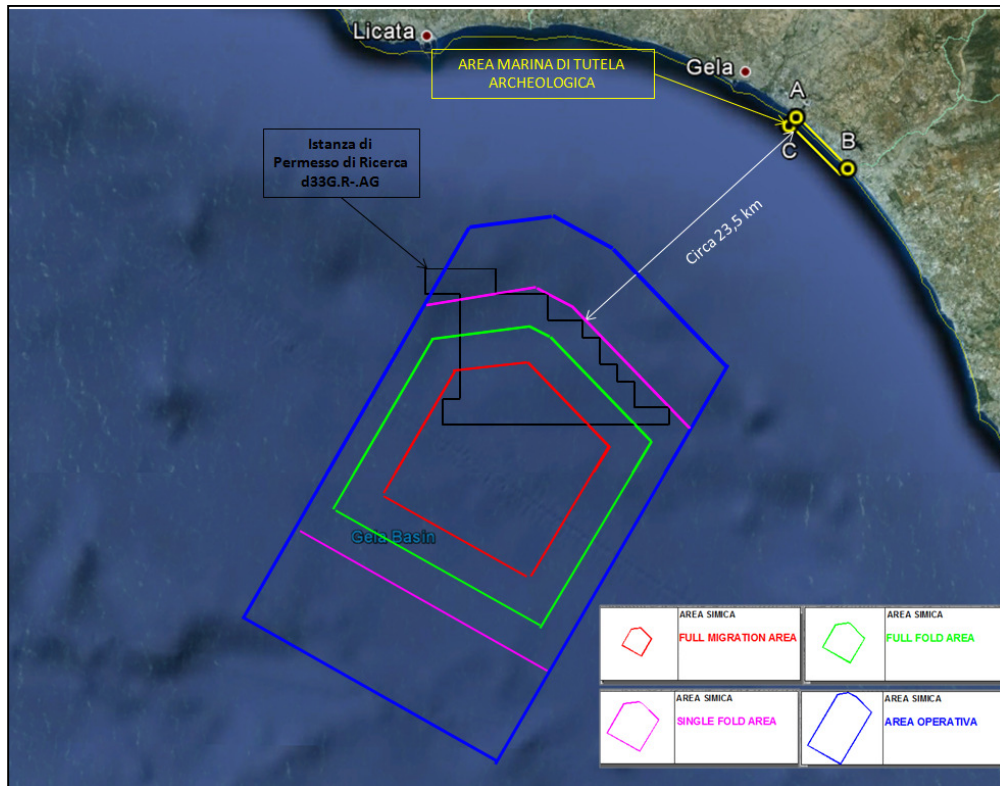 Licata
AREA MARINA DI TUTELA
ARCHEOLOGICA
Gela
A
B
C
Istanza di
Permesso di Ricerca
d33G.R-.AG
Circa 23,5 km
Gela Basin
AREA SIMICA
FULL MIGRATION AREA
AREA SIMICA
FULL FOLD AREA
AREA SIMICA
SINGLE FOLD AREA
AREA SIMICA
AREA OPERATIVA